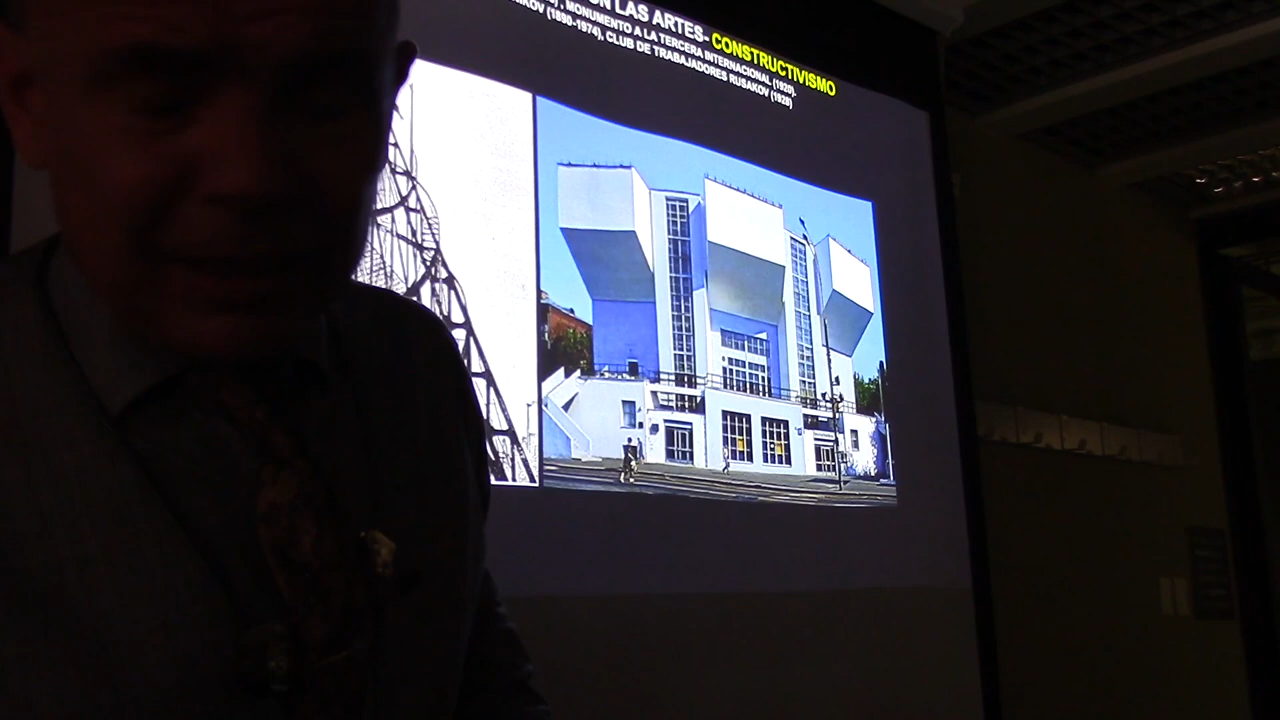 LAS ARTES- CONSTRUCTIVISMO
, MONUMENTO A LA TERCERA INTERNACIONAL (1920).
(1890-1974), CLUB DE TRABAJADORES RUSAKOV (1928)